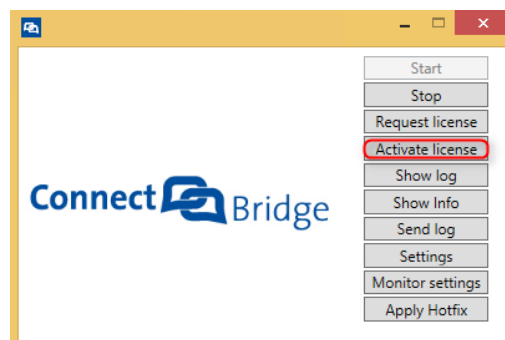 Start
Stop
Request license
Activate license
Show log
Connect Bridge
Show Info
Send log
Settings
Monitor settings
Apply Hotfix